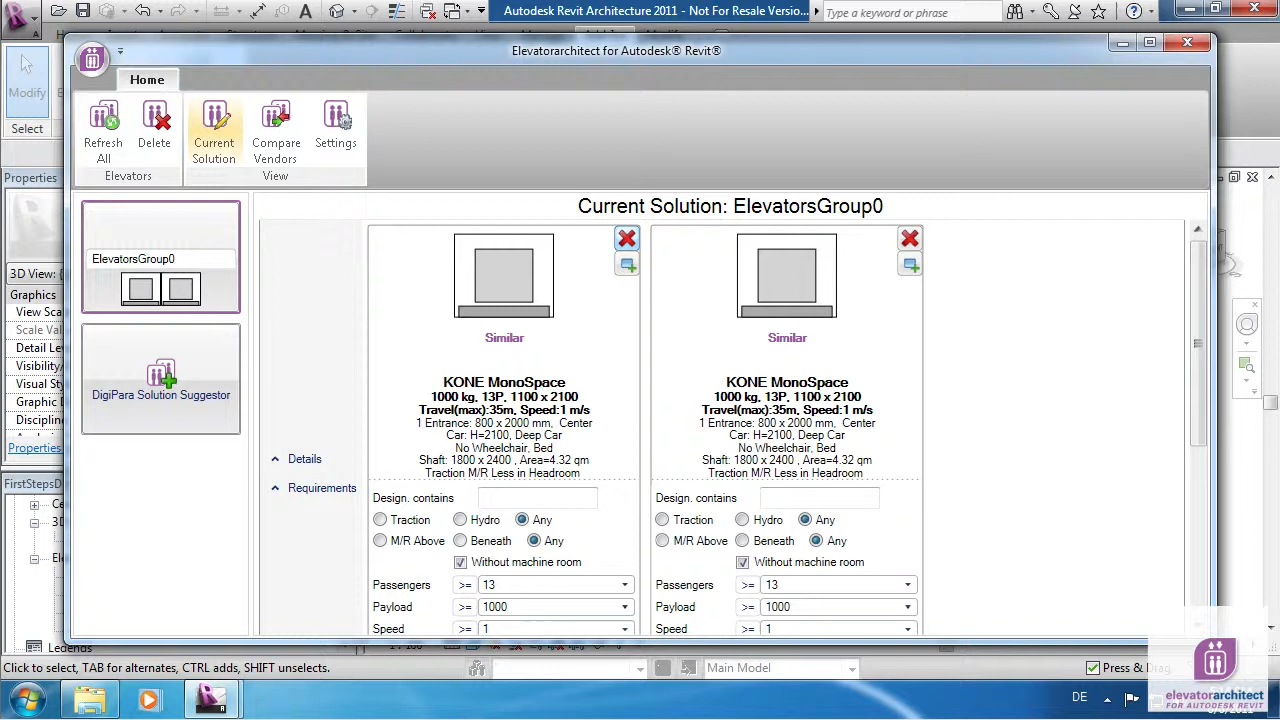 Autodesk Revit Architecture 2011 - Not For Resale Versio...
Type a keyword or phrase
Elevatorarchitect for Autodesk® Revit®
Modify
Select
Home
Refresh All
Delete
Current Solution
Compare Vendors
Settings
Elevators
View
Properties
3D View: {
Graphics
View Sca
Scale Val
Detail Le
Visibility/
Visual Sty
Graphic D
Disciplin
Properties
FirstStepsD
Ce
3D
Ele
Legends
Current Solution: ElevatorsGroup0
ElevatorsGroup0
DigiPara Solution Suggestor
Details
Requirements
Similar
KONE MonoSpace
1000 kg, 13P, 1100 x 2100
Travel(max):35m, Speed:1 m/s
1 Entrance: 800 x 2000 mm, Center
Car: H=2100, Deep Car
No Wheelchair, Bed
Shaft: 1800 x 2400 , Area=4.32 qm
Traction M/R Less in Headroom
Design. contains
Traction Hydro Any
M/R Above Beneath Any
Without machine room
Passengers >= 13
Payload >= 1000
Speed >= 1
Similar
KONE MonoSpace
1000 kg, 13P, 1100 x 2100
Travel(max):35m, Speed:1 m/s
1 Entrance: 800 x 2000 mm, Center
Car: H=2100, Deep Car
No Wheelchair, Bed
Shaft: 1800 x 2400 , Area=4.32 qm
Traction M/R Less in Headroom
Design. contains
Traction Hydro Any
M/R Above Beneath Any
Without machine room
Passengers >= 13
Payload >= 1000
Speed >= 1
Click to select, TAB for alternates, CTRL adds, SHIFT unselects.
Main Model
Press & Drag
DE
elevatorarchitect
FOR AUTODESK REVIT